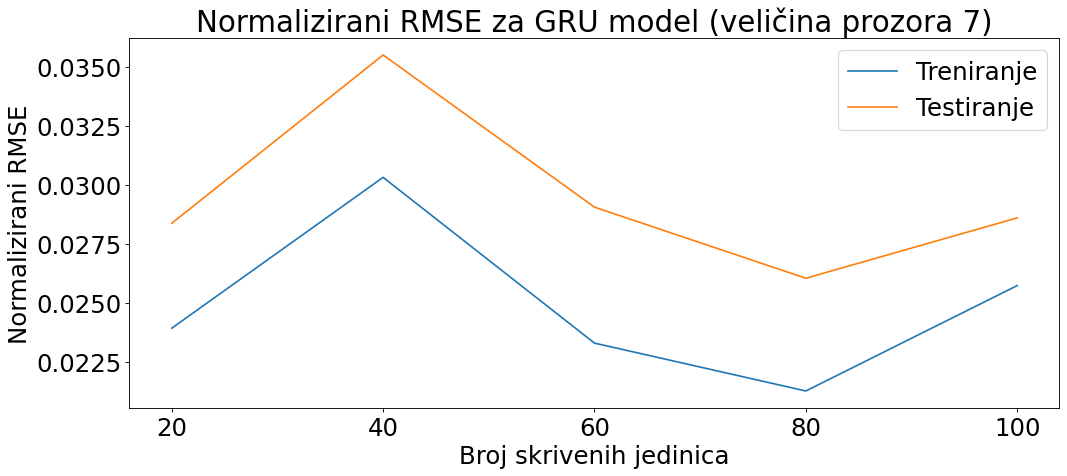 Normalizirani RMSE za GRU model (veličina prozora 7)
Treniranje
Testiranje
Normalizirani RMSE
0.0350
0.0325
0.0300
0.0275
0.0250
0.0225
20 40 60 80 100
Broj skrivenih jedinica